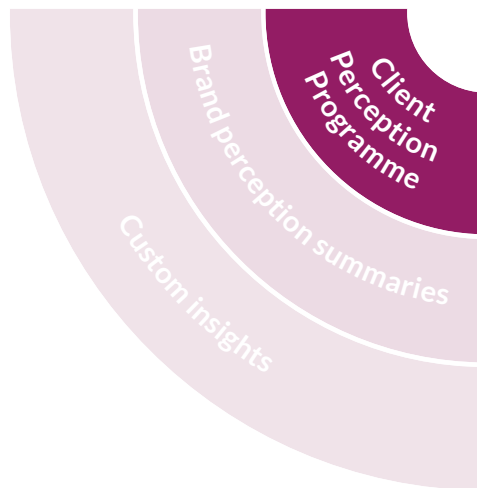 Client
Perception
Programme
Brand perception summaries
Custom insights